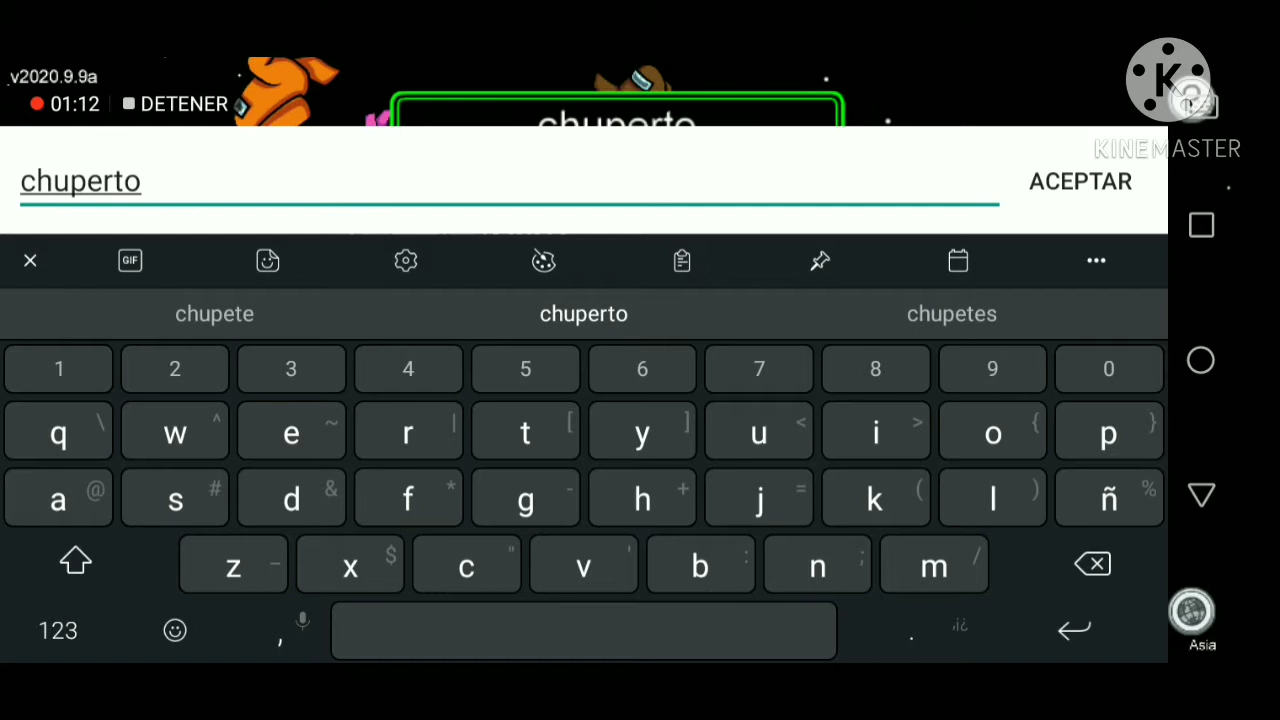 v2020.9.9a
01:12 DETENER
chuperto
K
KINEMASTER
chuperto ACEPTAR
GIF
chupete chuperto chupetes
1 2 3 4 5 6 7 8 9 0
q \ w ^ e ~ r | t [ y ] u < i > o { p }
a @ s # d & f * g - h + j = k ( l ) ñ %
z _ x $ c " v ' b : n ; m /
123 , . ,i¿
Asia